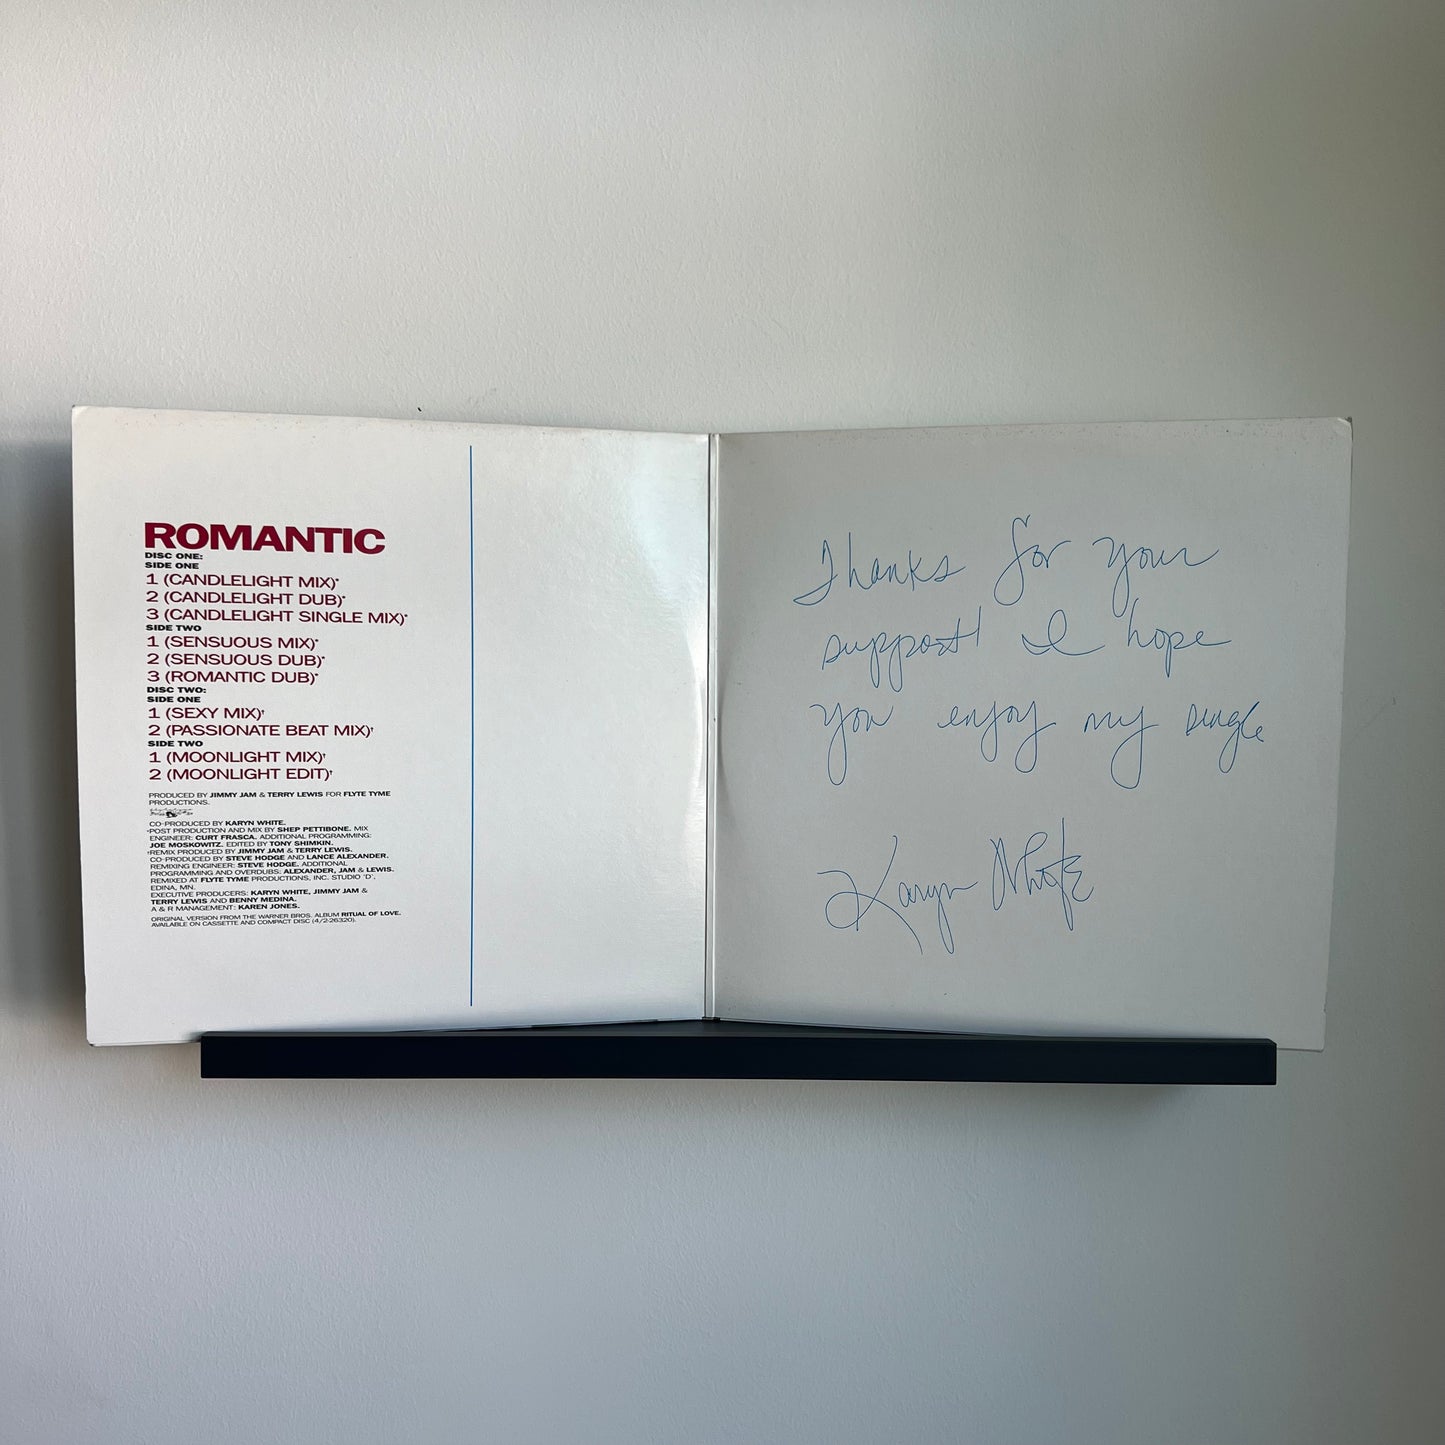 ROMANTIC
DISC ONE:
SIDE ONE
1 (CANDLELIGHT MIX)*
2 (CANDLELIGHT DUB)*
3 (CANDLELIGHT SINGLE MIX)*
SIDE TWO
1 (SENSUOUS MIX)*
2 (SENSUOUS DUB)*
3 (ROMANTIC DUB)*
DISC TWO:
SIDE ONE
1 (SEXY MIX)†
2 (PASSIONATE BEAT MIX)†
SIDE TWO
1 (MOONLIGHT MIX)†
2 (MOONLIGHT EDIT)†
PRODUCED BY JIMMY JAM & TERRY LEWIS FOR FLYTE TYME
PRODUCTIONS.
CO-PRODUCED BY KARYN WHITE.
*POST PRODUCTION AND MIX BY SHEP PETTIBONE. MIX
ENGINEER: CURT FRASCA. ADDITIONAL PROGRAMMING:
JOE MOSKOWITZ. EDITED BY TONY SHIMKIN.
†REMIX PRODUCED BY JIMMY JAM & TERRY LEWIS.
CO-PRODUCED BY STEVE HODGE AND LANCE ALEXANDER.
REMIXING ENGINEER: STEVE HODGE. ADDITIONAL
PROGRAMMING AND OVERDUBS: ALEXANDER, JAM & LEWIS.
REMIXED AT FLYTE TYME PRODUCTIONS, INC. STUDIO 'D',
EDINA, MN.
EXECUTIVE PRODUCERS: KARYN WHITE, JIMMY JAM &
TERRY LEWIS AND BENNY MEDINA.
A & R MANAGEMENT: KAREN JONES.
ORIGINAL VERSION FROM THE WARNER BROS. ALBUM RITUAL OF LOVE.
AVAILABLE ON CASSETTE AND COMPACT DISC (4/2-26320).
Thanks for your
support! I hope
you enjoy my single
Karyn White